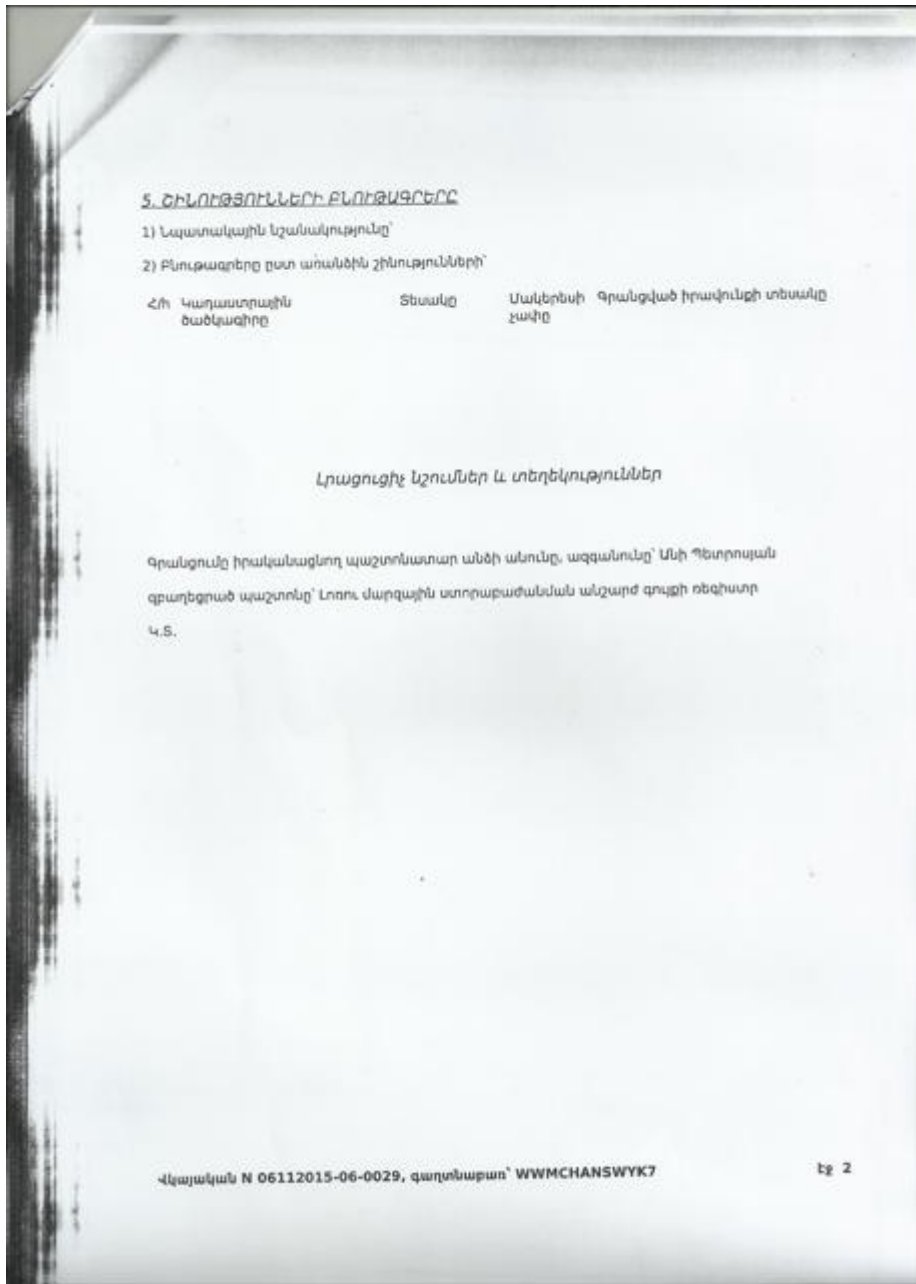 5. ՇԻՆՈՒԹՅՈՒՆՆԵՐԻ ԲՆՈՒԹԱԳՐԵՐԸ
1) Նպատակային նշանակությունը՝
2) Բնութագրերը ըստ առանձին շինությունների՝
Հ/հ Կադաստրային Տեսակը Մակերեսի Գրանցված իրավունքի տեսակը
ծածկագիրը չափը
Լրացուցիչ նշումներ և տեղեկություններ
Գրանցումը իրականացնող պաշտոնատար անձի անունը, ազգանունը՝ Անի Պետրոսյան
զբաղեցրած պաշտոնը՝ Լոռու մարզային ստորաբաժանման անշարժ գույքի ռեգիստր
Կ.Տ.
Վկայական N 06112015-06-0029, գաղտնաբառ՝ WWMCHANSWYK7 էջ 2